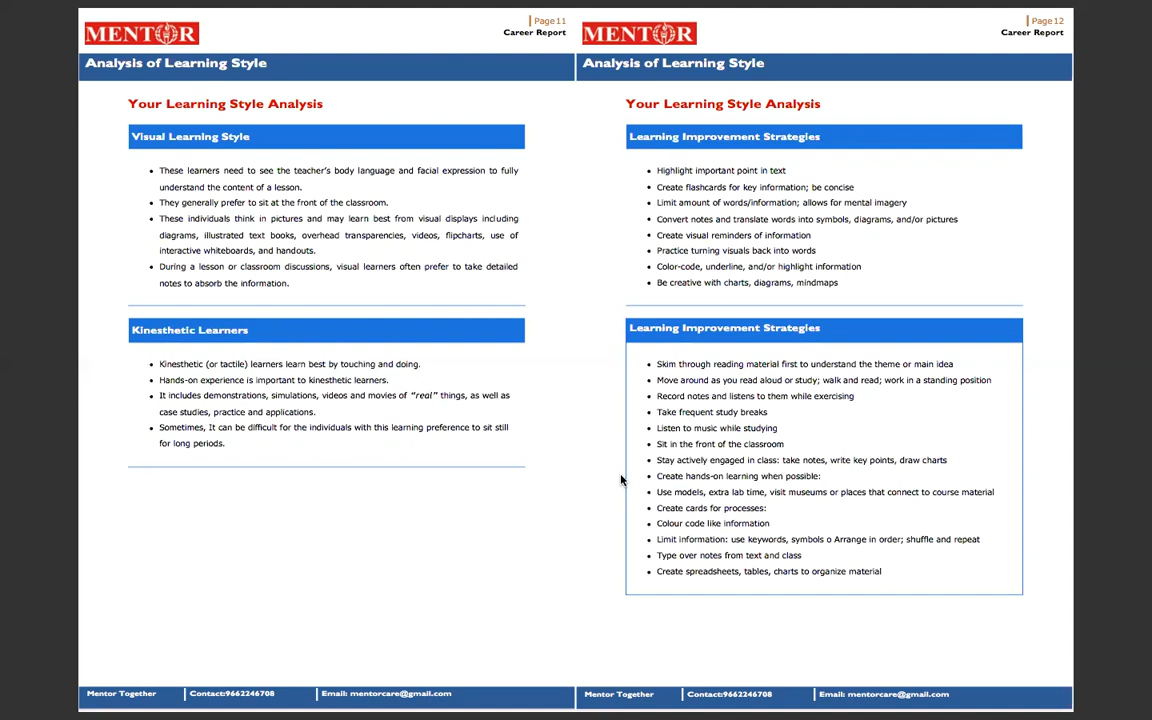 MENTOR
Page11
Career Report
Analysis of Learning Style
Your Learning Style Analysis
Visual Learning Style
• These learners need to see the teacher's body language and facial expression to fully
understand the content of a lesson.
• They generally prefer to sit at the front of the classroom.
• These individuals think in pictures and may learn best from visual displays including
diagrams, illustrated text books, overhead transparencies, videos, flipcharts, use of
interactive whiteboards, and handouts.
• During a lesson or classroom discussions, visual learners often prefer to take detailed
notes to absorb the information.
Kinesthetic Learners
• Kinesthetic (or tactile) learners learn best by touching and doing.
• Hands-on experience is important to kinesthetic learners.
• It includes demonstrations, simulations, videos and movies of "real" things, as well as
case studies, practice and applications.
• Sometimes, It can be difficult for the individuals with this learning preference to sit still
for long periods.
Mentor Together
Contact:9662246708
Email: mentorcare@gmail.com
MENTOR
Page12
Career Report
Analysis of Learning Style
Your Learning Style Analysis
Learning Improvement Strategies
• Highlight important point in text
• Create flashcards for key information; be concise
• Limit amount of words/information; allows for mental imagery
• Convert notes and translate words into symbols, diagrams, and/or pictures
• Create visual reminders of information
• Practice turning visuals back into words
• Color-code, underline, and/or highlight information
• Be creative with charts, diagrams, mindmaps
Learning Improvement Strategies
• Skim through reading material first to understand the theme or main idea
• Move around as you read aloud or study; walk and read; work in a standing position
• Record notes and listens to them while exercising
• Take frequent study breaks
• Listen to music while studying
• Sit in the front of the classroom
• Stay actively engaged in class: take notes, write key points, draw charts
• Create hands-on learning when possible:
• Use models, extra lab time, visit museums or places that connect to course material
• Create cards for processes:
• Colour code like information
• Limit information: use keywords, symbols o Arrange in order; shuffle and repeat
• Type over notes from text and class
• Create spreadsheets, tables, charts to organize material
Mentor Together
Contact:9662246708
Email: mentorcare@gmail.com